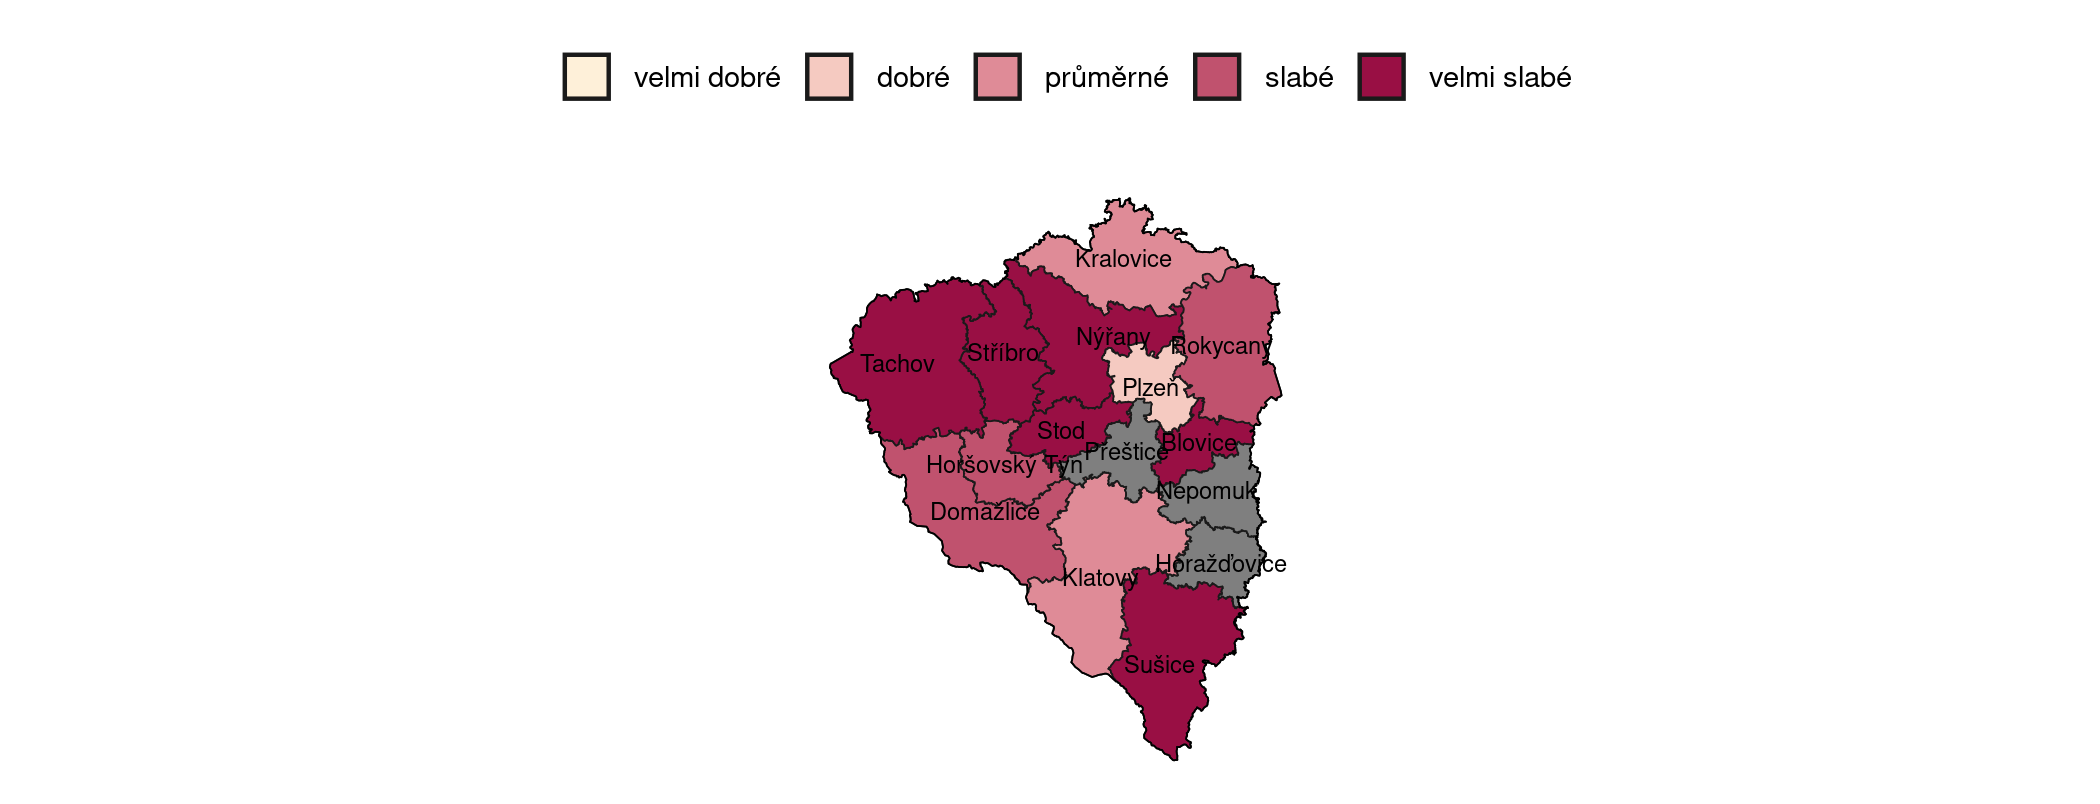 velmi dobré dobré průměrné slabé velmi slabé
Kralovice
Nýřany
Rokycany
Stříbro
Tachov
Plzeň
Stod
Blovice
Přeštice
Horšovský Týn
Nepomuk
Domažlice
Horažďovice
Klatovy
Sušice